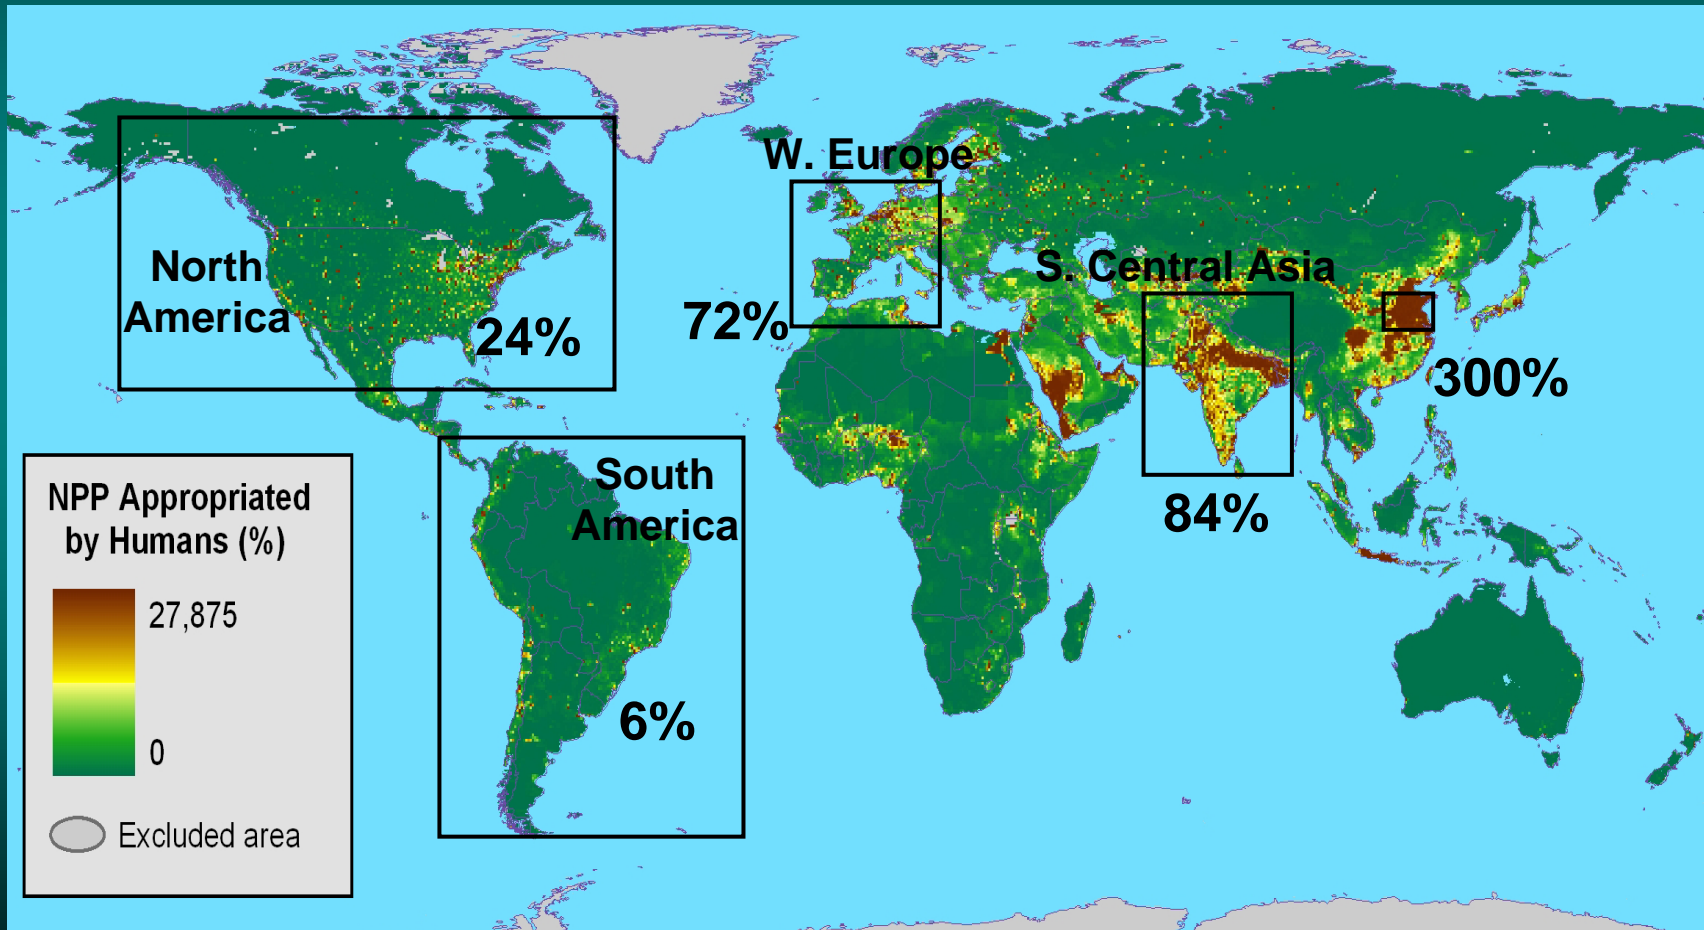 W. Europe
North
America
24%
72%
S. Central Asia
300%
84%
South
America
6%
NPP Appropriated
by Humans (%)
27,875
0
Excluded area